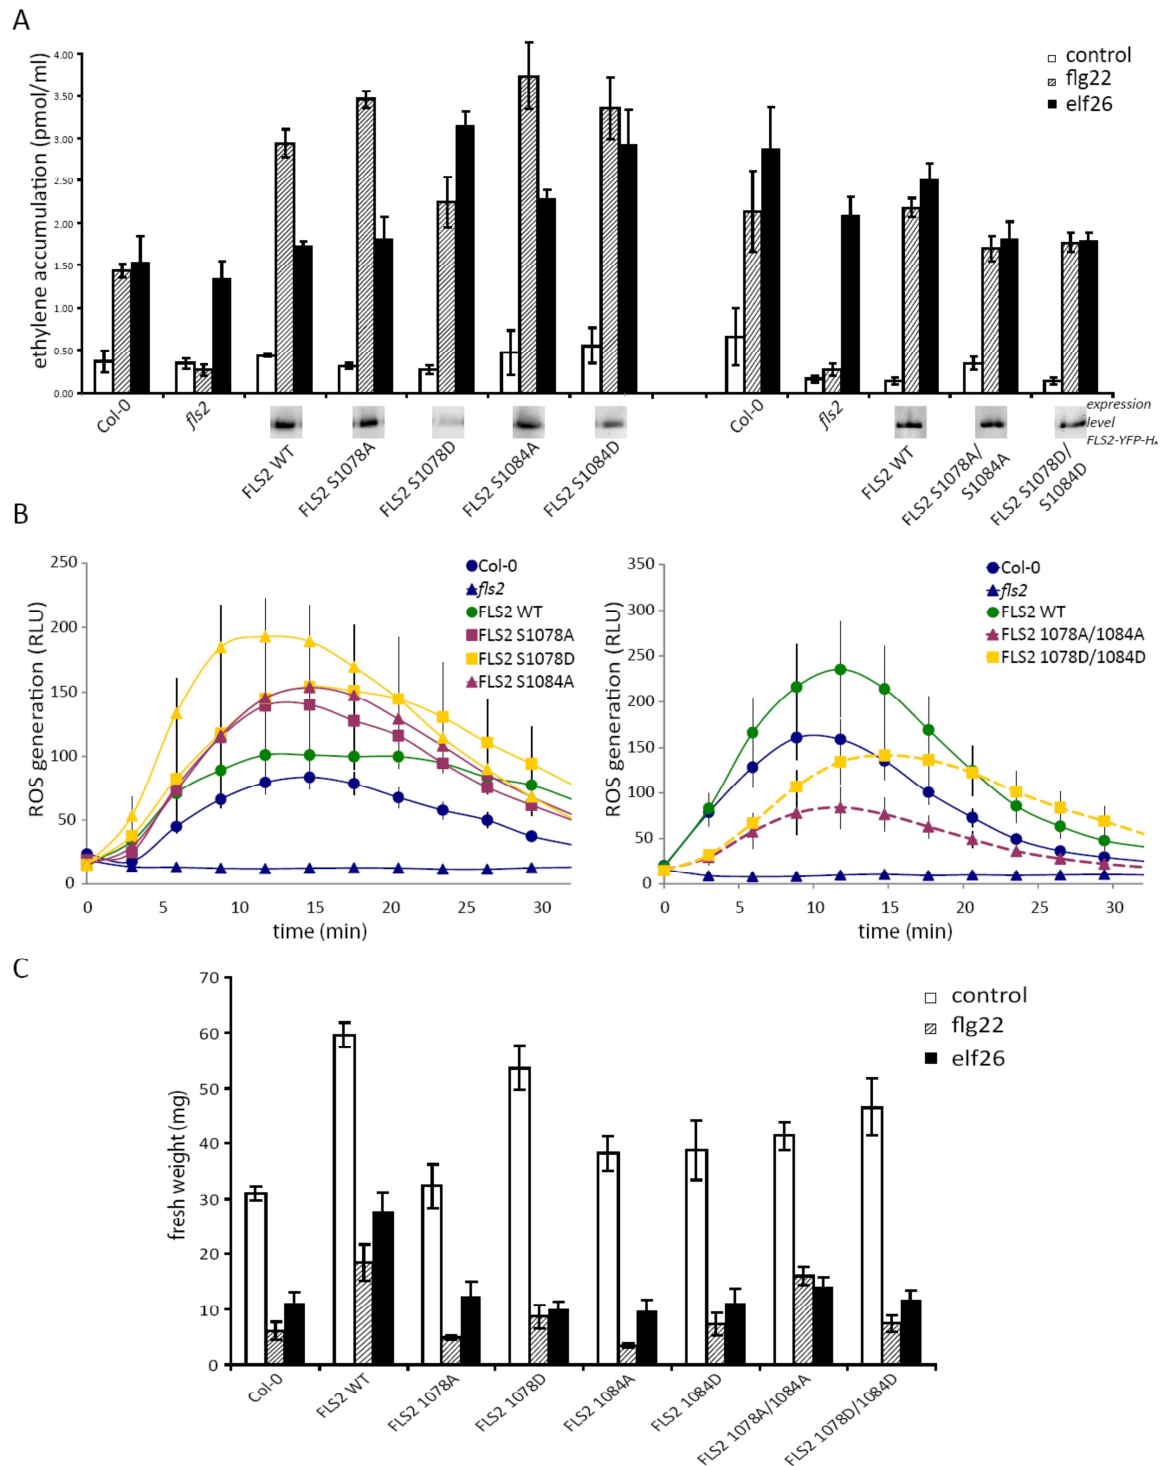 A
4.00
3.50
3.00
2.50
2.00
1.50
1.00
0.50
0.00
ethylene accumulation (pmol/ml)
control
flg22
elf26
Col-0
fls2
FLS2 WT
FLS2 S1078A
FLS2 S1078D
FLS2 S1084A
FLS2 S1084D
Col-0
fls2
FLS2 WT
FLS2 S1078A/
S1084A
FLS2 S1078D/
S1084D
expression
level
FLS2-YPF-HA
B
250
200
150
100
50
0
ROS generation (RLU)
0 5 10 15 20 25 30
time (min)
Col-0
fls2
FLS2 WT
FLS2 S1078A
FLS2 S1078D
FLS2 S1084A
350
300
250
200
150
100
50
0
ROS generation (RLU)
0 5 10 15 20 25 30
time (min)
Col-0
fls2
FLS2 WT
FLS2 1078A/1084A
FLS2 1078D/1084D
C
70
60
50
40
30
20
10
0
fresh weight (mg)
control
flg22
elf26
Col-0
FLS2 WT
FLS2 1078A
FLS2 1078D
FLS2 1084A
FLS2 1084D
FLS2 1078A/1084A
FLS2 1078D/1084D